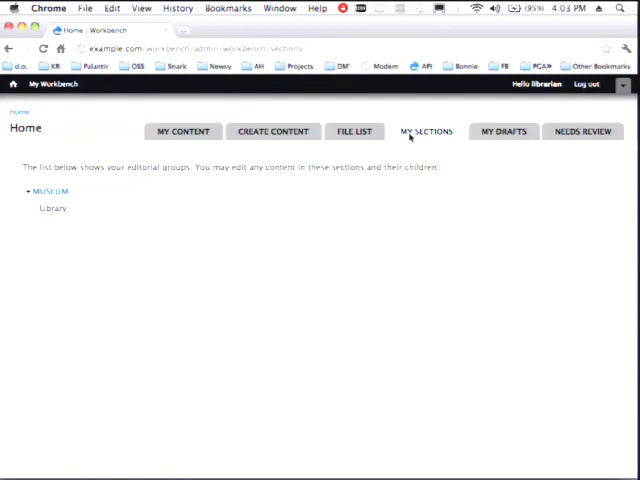 Chrome File Edit View History Bookmarks Window Help (95%) 4:03 PM
Home | Workbench
example.com/workbench/admin/workbench/sections
d.o. KR Palantir OSS Snark Newsy AH Projects DM' Modern API Bonnie FB PGA» Other Bookmarks
My Workbench Hello librarian Log out
Home
Home MY CONTENT CREATE CONTENT FILE LIST MY SECTIONS MY DRAFTS NEEDS REVIEW
The list below shows your editorial groups. You may edit any content in these sections and their children.
MUSEUM
Library